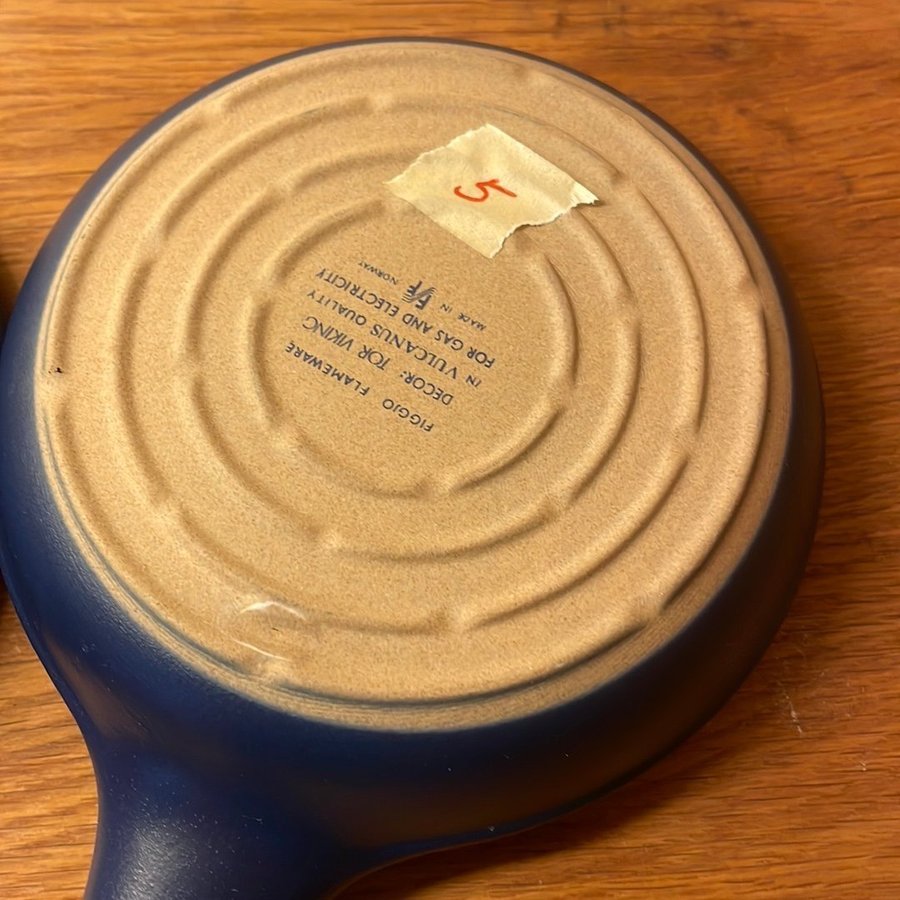 5
FIGGJO FLAMEWARE
DECOR: TOR VIKING
IN VULCANUS QUALITY
FOR GAS AND ELECTRICITY
MADE IN NORWAY